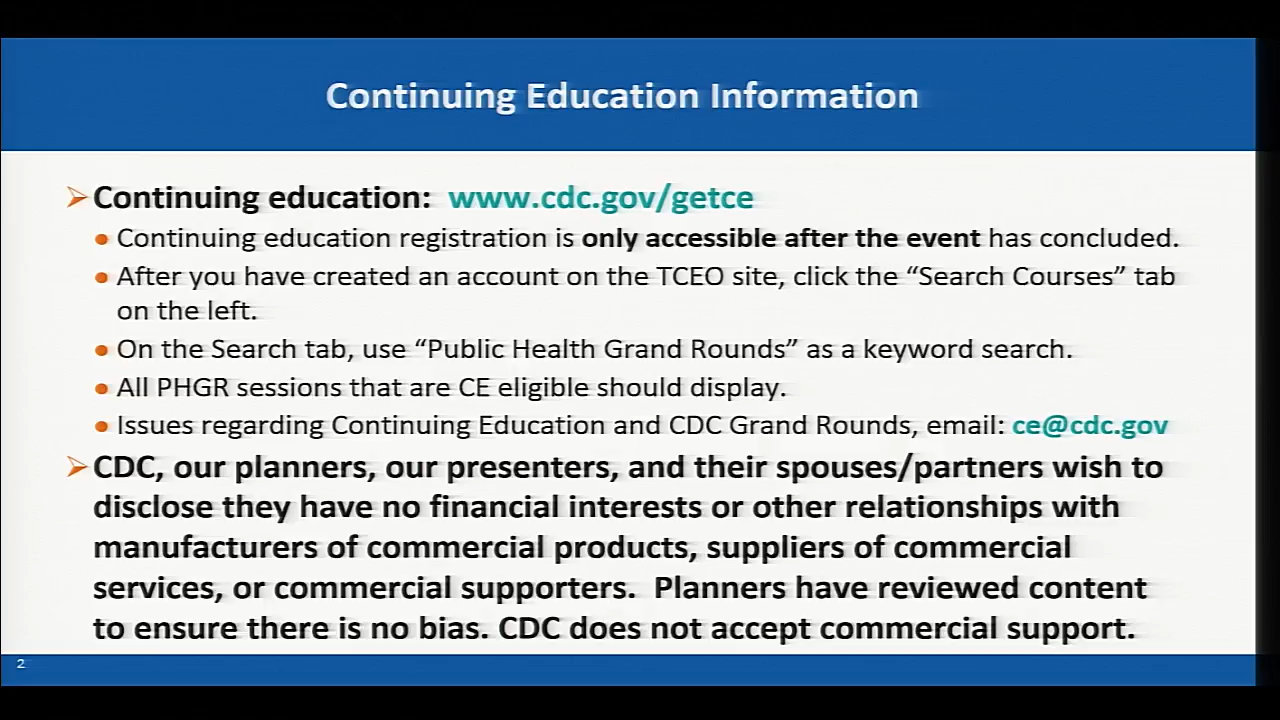 Continuing Education Information
➢Continuing education:  www.cdc.gov/getce
• Continuing education registration is only accessible after the event has concluded.
• After you have created an account on the TCEO site, click the “Search Courses” tab
on the left.
• On the Search tab, use “Public Health Grand Rounds” as a keyword search.
• All PHGR sessions that are CE eligible should display.
• Issues regarding Continuing Education and CDC Grand Rounds, email: ce@cdc.gov
➢CDC, our planners, our presenters, and their spouses/partners wish to
disclose they have no financial interests or other relationships with
manufacturers of commercial products, suppliers of commercial
services, or commercial supporters.  Planners have reviewed content
to ensure there is no bias. CDC does not accept commercial support.
2